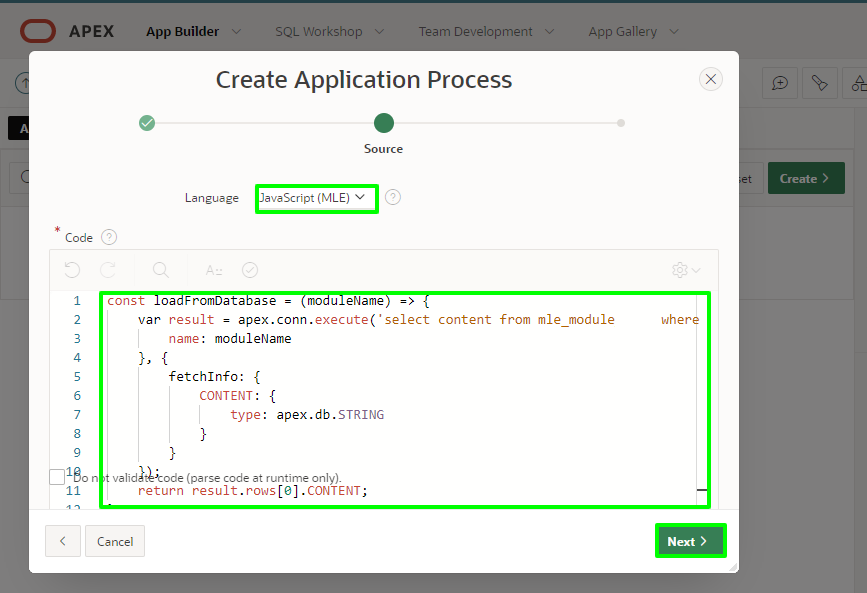 APEX App Builder SQL Workshop Team Development App Gallery
Create Application Process
Source
Language JavaScript (MLE) ?
* Code ?
Create
1 const loadFromDatabase = (moduleName) => {
2 var result = apex.conn.execute('select content from mle_module where
3 name: moduleName
4 }, {
5 fetchInfo: {
6 CONTENT: {
7 type: apex.db.STRING
8 }
9 }
10 });
Do not validate code (parse code at runtime only).
11 return result.rows[0].CONTENT;
12
Cancel
Next